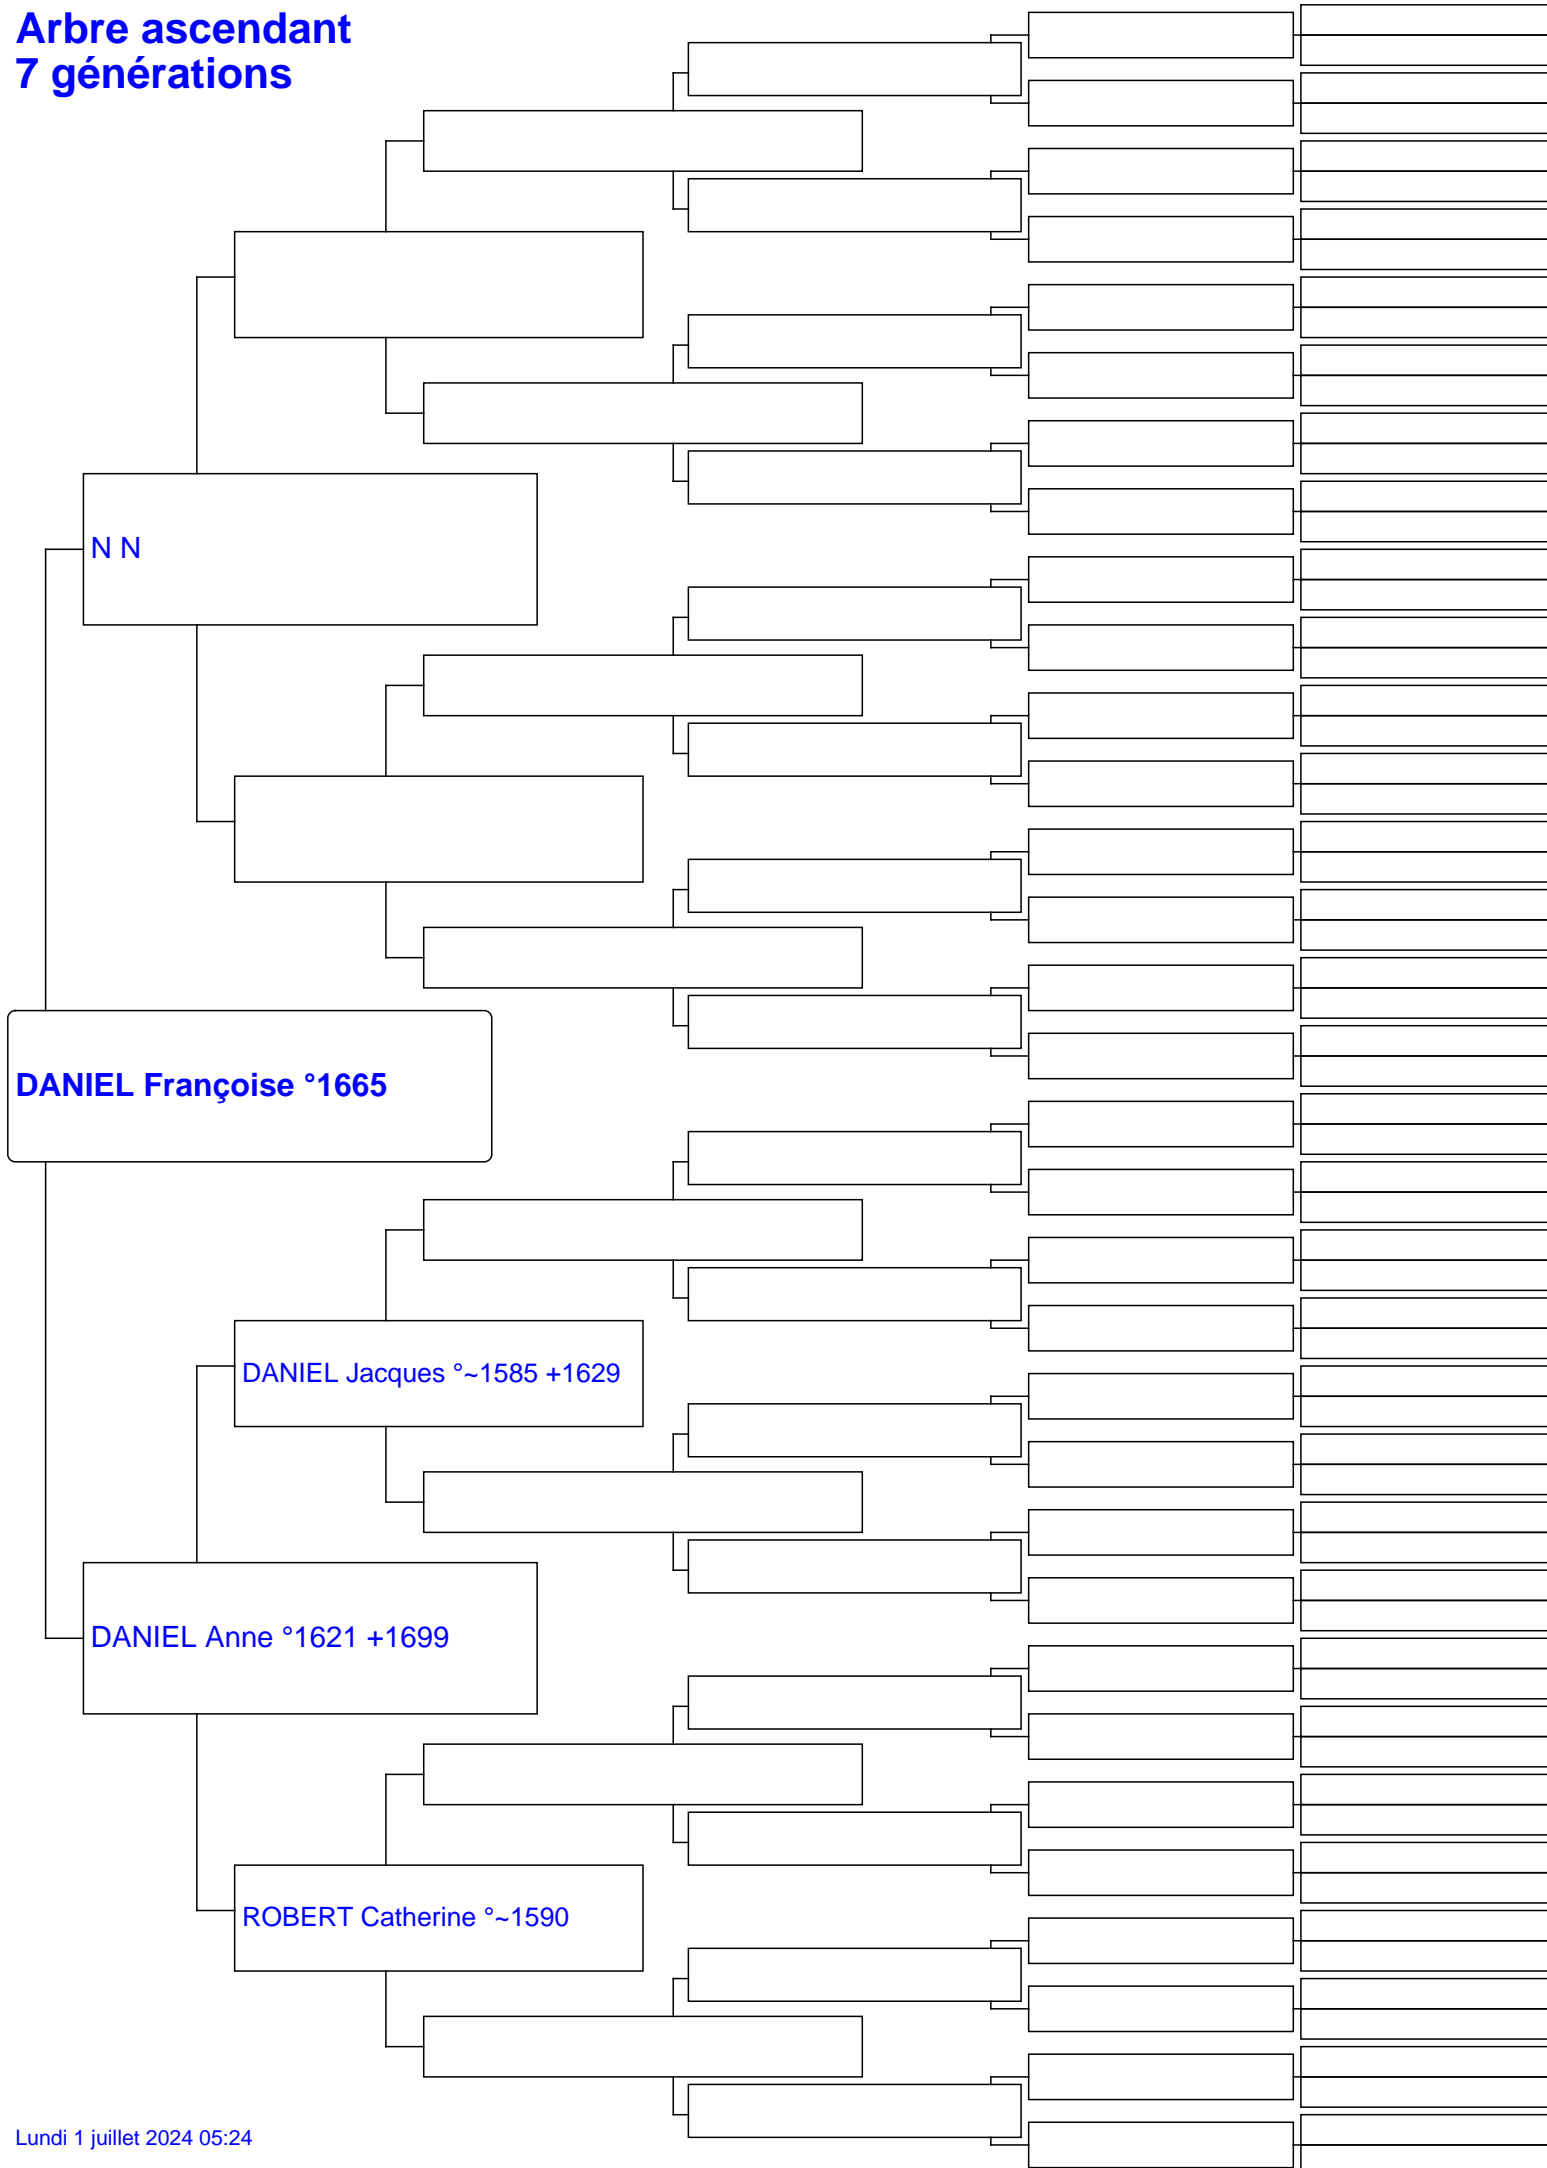 Arbre ascendant
7 générations
N N
DANIEL Françoise °1665
DANIEL Jacques °~1585 +1629
DANIEL Anne °1621 +1699
ROBERT Catherine °~1590
Lundi 1 juillet 2024 05:24